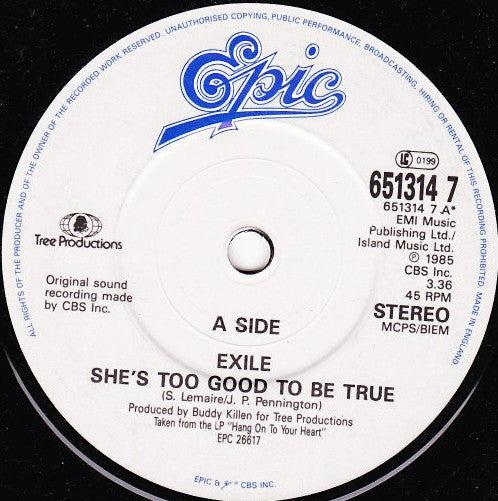 ALL RIGHTS OF THE PRODUCER AND OF THE OWNER OF THE RECORDED WORK RESERVED. UNAUTHORISED COPYING, PUBLIC PERFORMANCE, BROADCASTING, HIRING OR RENTAL OF THIS RECORDING PROHIBITED. MADE IN ENGLAND.
Epic
LC 0199
651314 7
651314 7 A*
EMI Music
Publishing Ltd./
Island Music Ltd.
℗ 1985
CBS Inc.
3.36
45 RPM
STEREO
MCPS/BIEM
Tree Productions
Original sound
recording made
by CBS Inc.
A SIDE
EXILE
SHE'S TOO GOOD TO BE TRUE
(S. Lemaire/J. P. Pennington)
Produced by Buddy Killen for Tree Productions
Taken from the LP "Hang On To Your Heart"
EPC 26617
EPIC & CBS INC.